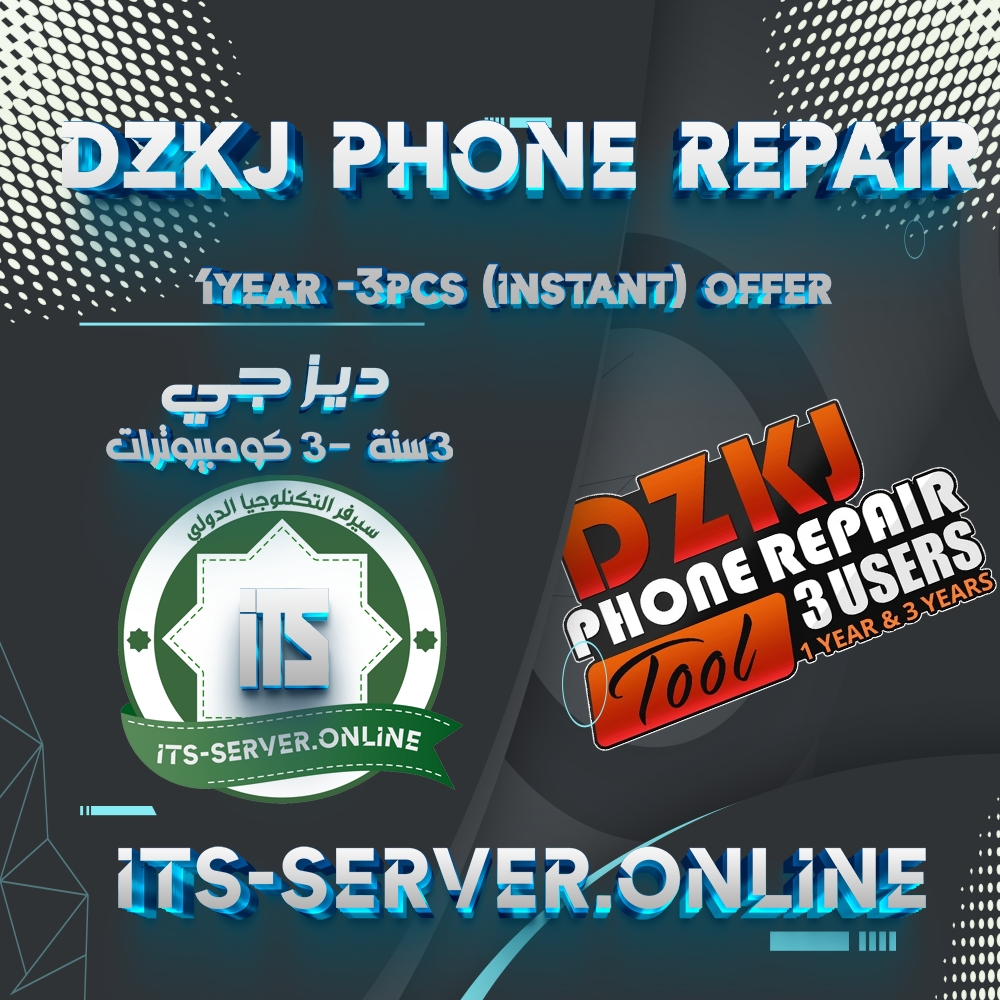 DZKJ PHONE REPAIR
1YEAR -3PCS (INSTANT) OFFER
ديز جي
3سنة -3 كومبيوترات
سيرفر التكنلوجيا الدولي
iTS
iTS-SERVER.ONLiNE
DZKJ
PHONE REPAIR
Tool
3 USERS
1 YEAR & 3 YEARS
iTS-SERVER.ONLiNE